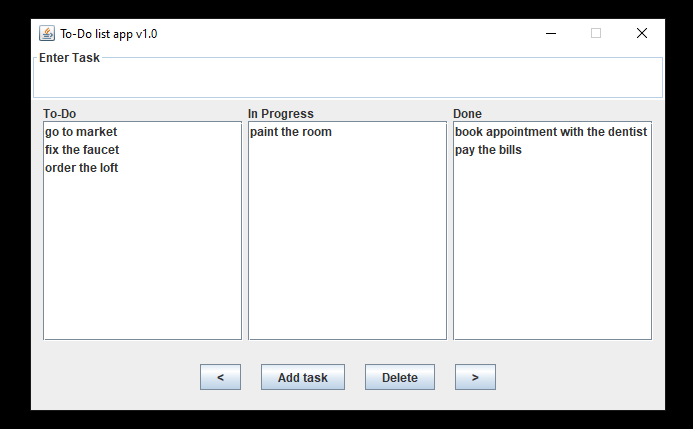 To-Do list app v1.0
Enter Task
To-Do
go to market
fix the faucet
order the loft
In Progress
paint the room
Done
book appointment with the dentist
pay the bills
< Add task Delete >